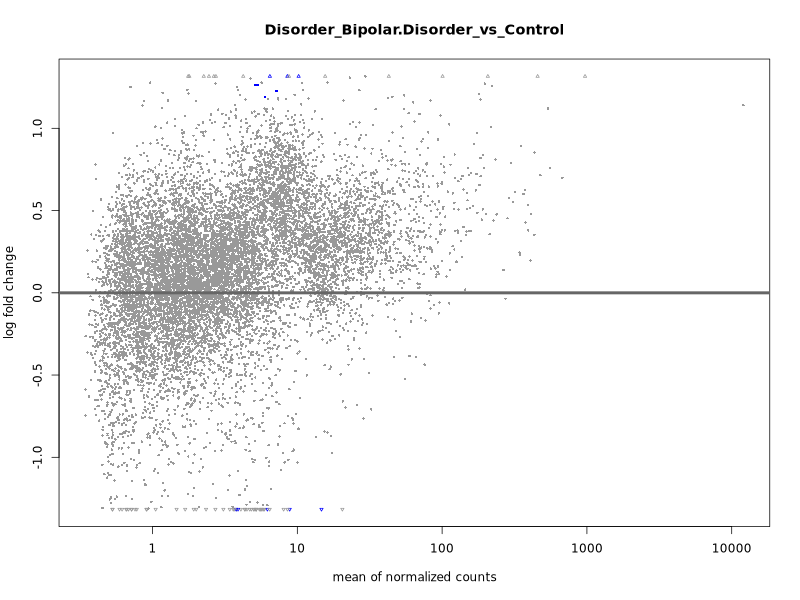 Disorder_Bipolar.Disorder_vs_Control
log fold change
1.0
0.5
0.0
-0.5
-1.0
1 10 100 1000 10000
mean of normalized counts